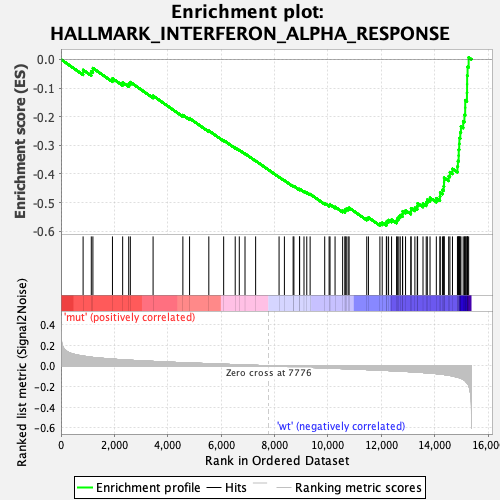 Enrichment plot:
HALLMARK_INTERFERON_ALPHA_RESPONSE
Enrichment score (ES)
0.0
-0.1
-0.2
-0.3
-0.4
-0.5
-0.6
'mut' (positively correlated)
Ranked list metric (Signal2Noise)
0.4
0.2
0.0
-0.2
-0.4
-0.6
Zero cross at 7776
'wt' (negatively correlated)
0
2,000
4,000
6,000
8,000
10,000
12,000
14,000
16,000
Rank in Ordered Dataset
Enrichment profile
Hits
Ranking metric scores